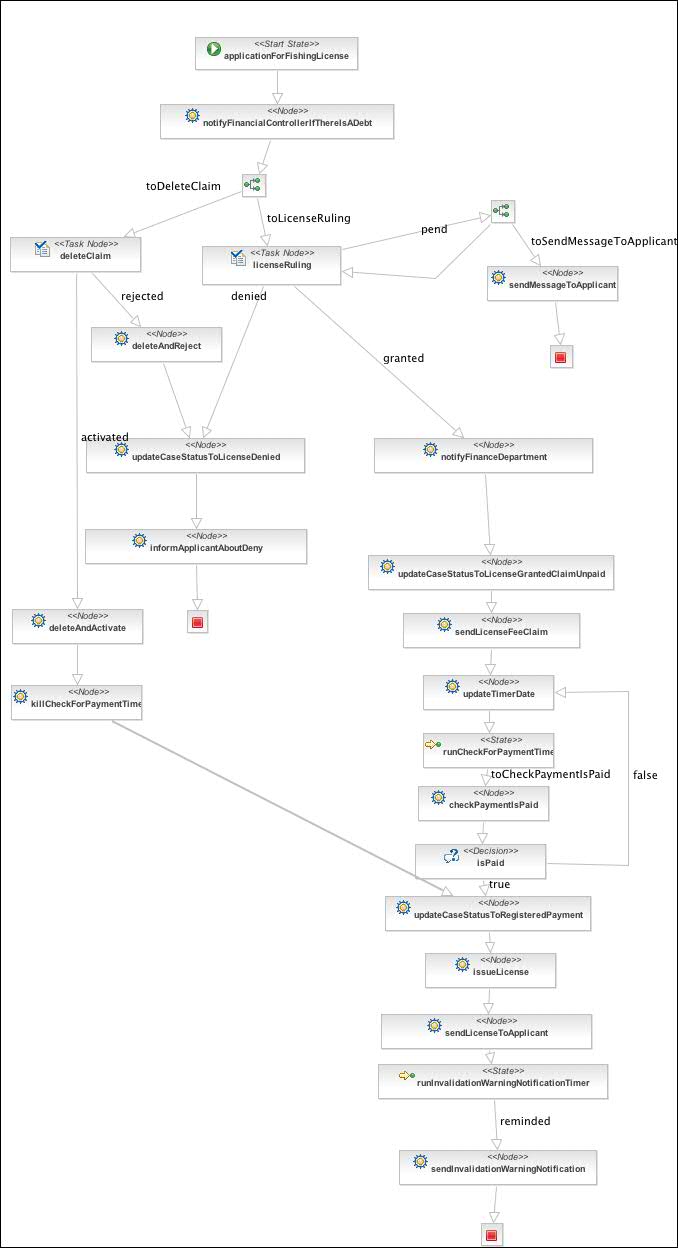 <<Start State>>
applicationForFishingLicense
<<Node>>
notifyFinancialControllerIfThereIsADebt
toDeleteClaim
toLicenseRuling
pend
toSendMessageToApplicant
<<Task Node>>
deleteClaim
<<Task Node>>
licenseRuling
<<Node>>
sendMessageToApplicant
rejected
denied
<<Node>>
deleteAndReject
granted
activated
<<Node>>
updateCaseStatusToLicenseDenied
<<Node>>
notifyFinanceDepartment
<<Node>>
informApplicantAboutDeny
<<Node>>
updateCaseStatusToLicenseGrantedClaimUnpaid
<<Node>>
deleteAndActivate
<<Node>>
sendLicenseFeeClaim
<<Node>>
killCheckForPaymentTime
<<Node>>
updateTimerDate
<<State>>
runCheckForPaymentTime
toCheckPaymentIsPaid
false
<<Node>>
checkPaymentIsPaid
<<Decision>>
isPaid
true
<<Node>>
updateCaseStatusToRegisteredPayment
<<Node>>
issueLicense
<<Node>>
sendLicenseToApplicant
<<State>>
runInvalidationWarningNotificationTimer
reminded
<<Node>>
sendInvalidationWarningNotification